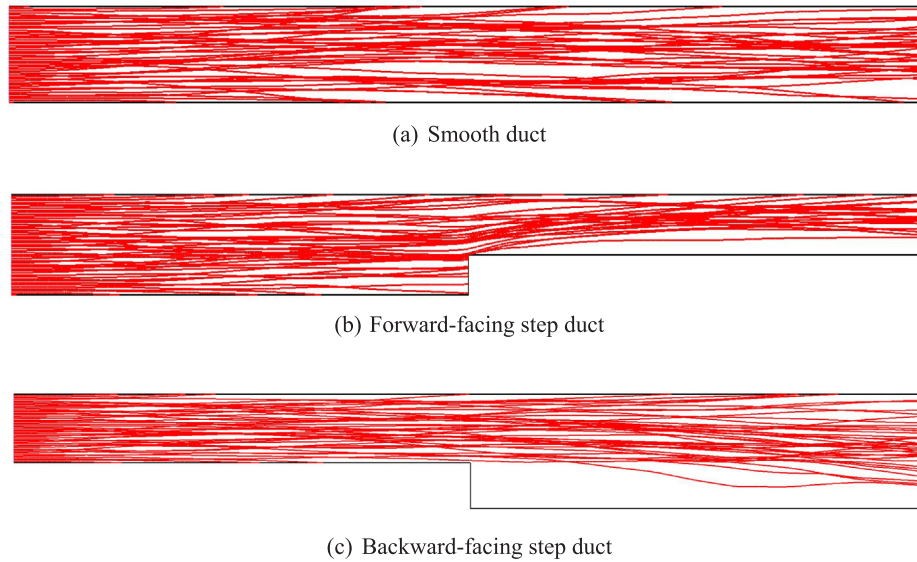 (a) Smooth duct
(b) Forward-facing step duct
(c) Backward-facing step duct